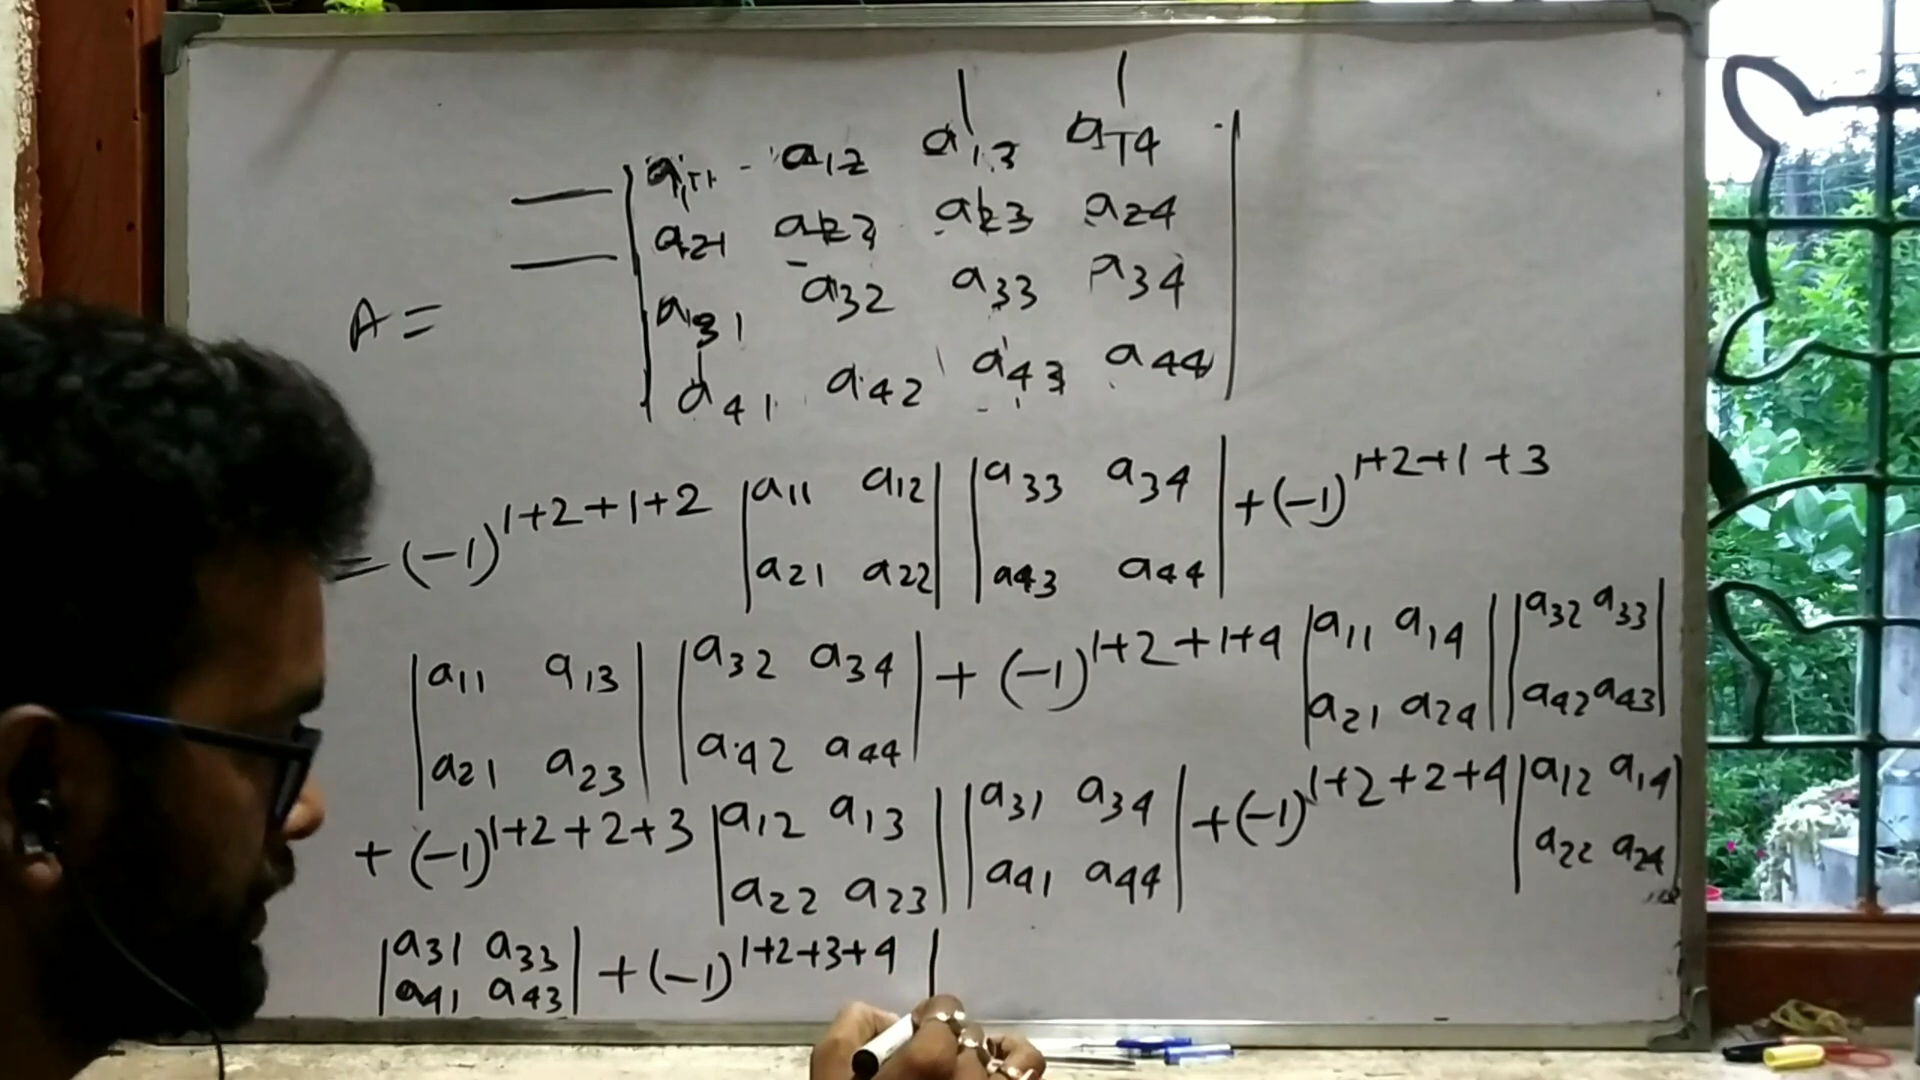 a11 a12 a13 a14
a21 a22 a23 a24
A = a31 a32 a33 a34
a41 a42 a43 a44
= (-1)^1+2+1+2 |a11 a12| |a33 a34| + (-1)^1+2+1+3
|a21 a22| |a43 a44|
|a11 a13| |a32 a34| + (-1)^1+2+1+4 |a11 a14| |a32 a33|
|a21 a23| |a42 a44| |a21 a24| |a42 a43|
+ (-1)^1+2+2+3 |a12 a13| |a31 a34| + (-1)^1+2+2+4 |a12 a14|
|a22 a23| |a41 a44| |a22 a24|
|a31 a33| + (-1)^1+2+3+4 |
|a41 a43|